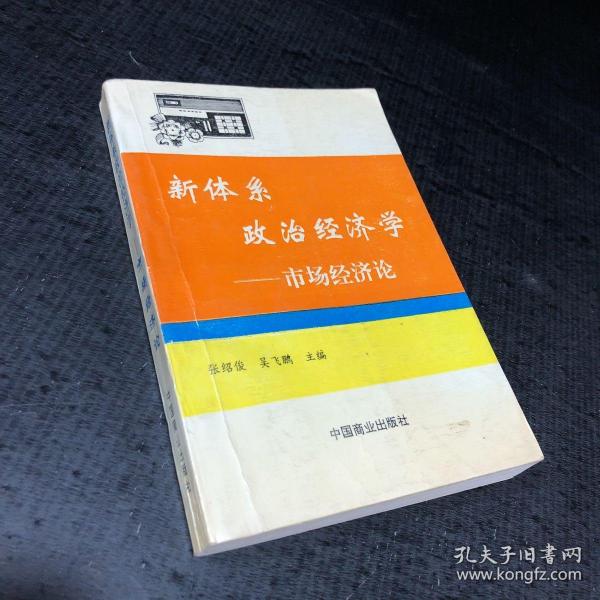 新体系
政治经济学
——市场经济论
张绍俊 吴飞鹏 主编
中国商业出版社
孔夫子旧書网
www.kongfz.com